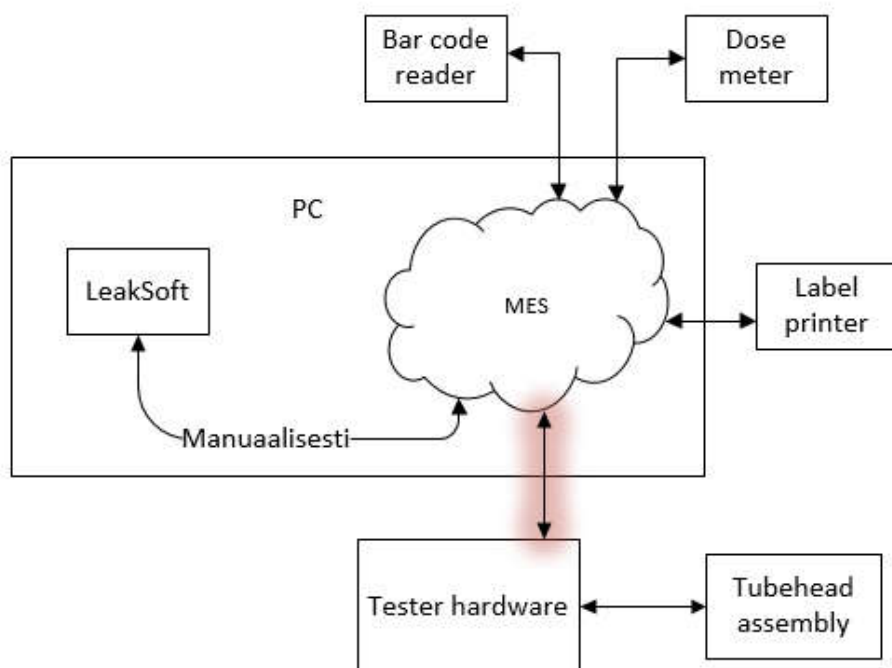 Bar code
reader
Dose
meter
PC
LeakSoft
MES
Label
printer
Manuaalisesti
Tester hardware
Tubehead
assembly